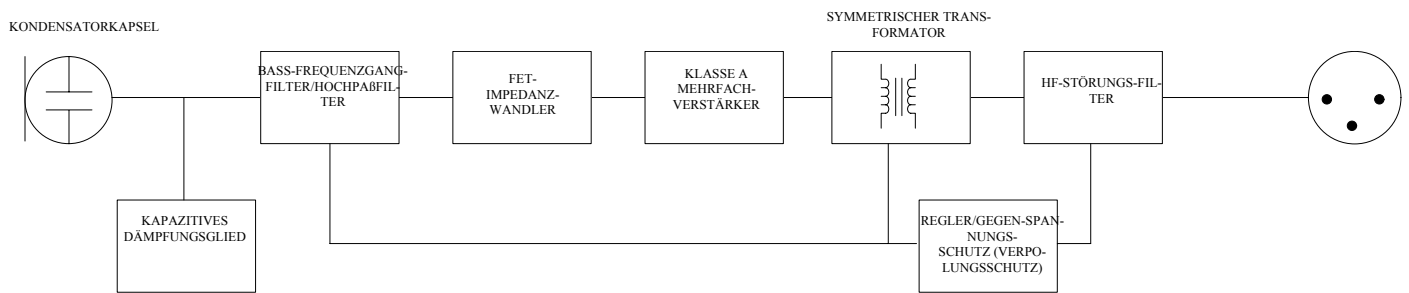 KONDENSATORKAPSEL
BASS-FREQUENZGANG-
FILTER/HOCHPAßFIL-
TER
FET-
IMPEDANZ-
WANDLER
KLASSE A
MEHRFACH-
VERSTÄRKER
SYMMETRISCHER TRANS-
FORMATOR
HF-STÖRUNGS-FIL-
TER
KAPAZITIVES
DÄMPFUNGSGLIED
REGLER/GEGEN-SPAN-
NUNGS-
SCHUTZ (VERPO-
LUNGSSCHUTZ)